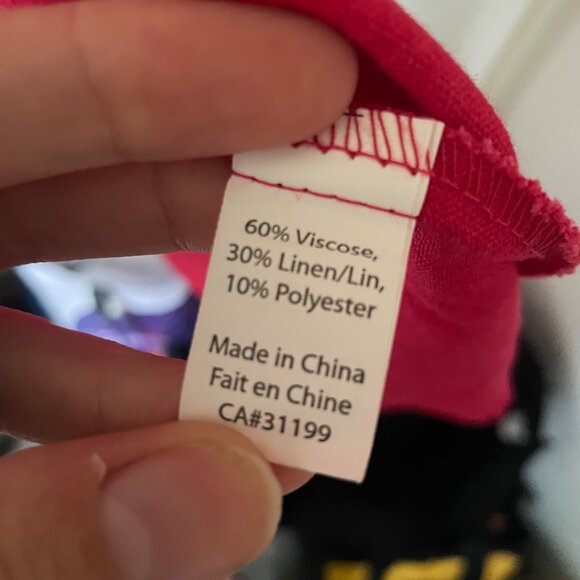 60% Viscose,
30% Linen/Lin,
10% Polyester
Made in China
Fait en Chine
CA#31199